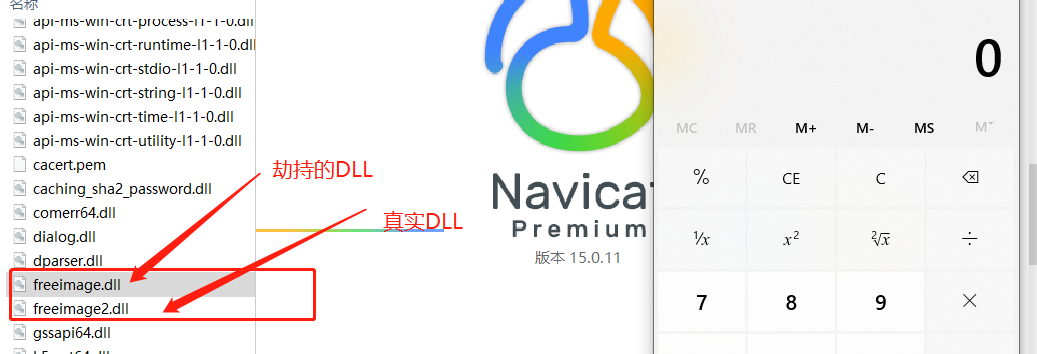 名称
api-ms-win-crt-process-l1-1-0.dll
api-ms-win-crt-runtime-l1-1-0.dll
api-ms-win-crt-stdio-l1-1-0.dll
api-ms-win-crt-string-l1-1-0.dll
api-ms-win-crt-time-l1-1-0.dll
api-ms-win-crt-utility-l1-1-0.dll
cacert.pem
caching_sha2_password.dll
comerr64.dll
dialog.dll
dparser.dll
freeimage.dll
freeimage2.dll
gssapi64.dll
劫持的DLL
真实DLL
Navicat
Premium
版本 15.0.11
0
MC MR M+ M- MS M˅
% CE C ⌫
¹/x x² ²√x ÷
7 8 9 ×